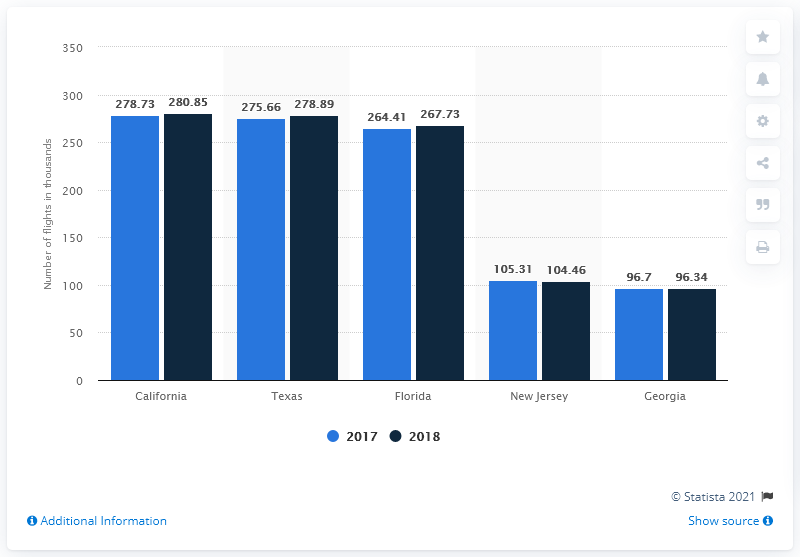 Number of flights in thousands
350
300
250
200
150
100
50
0
278.73 280.85 275.66 278.89 264.41 267.73 105.31 104.46 96.7 96.34
California Texas Florida New Jersey Georgia
2017 2018
© Statista 2021
Additional Information Show source